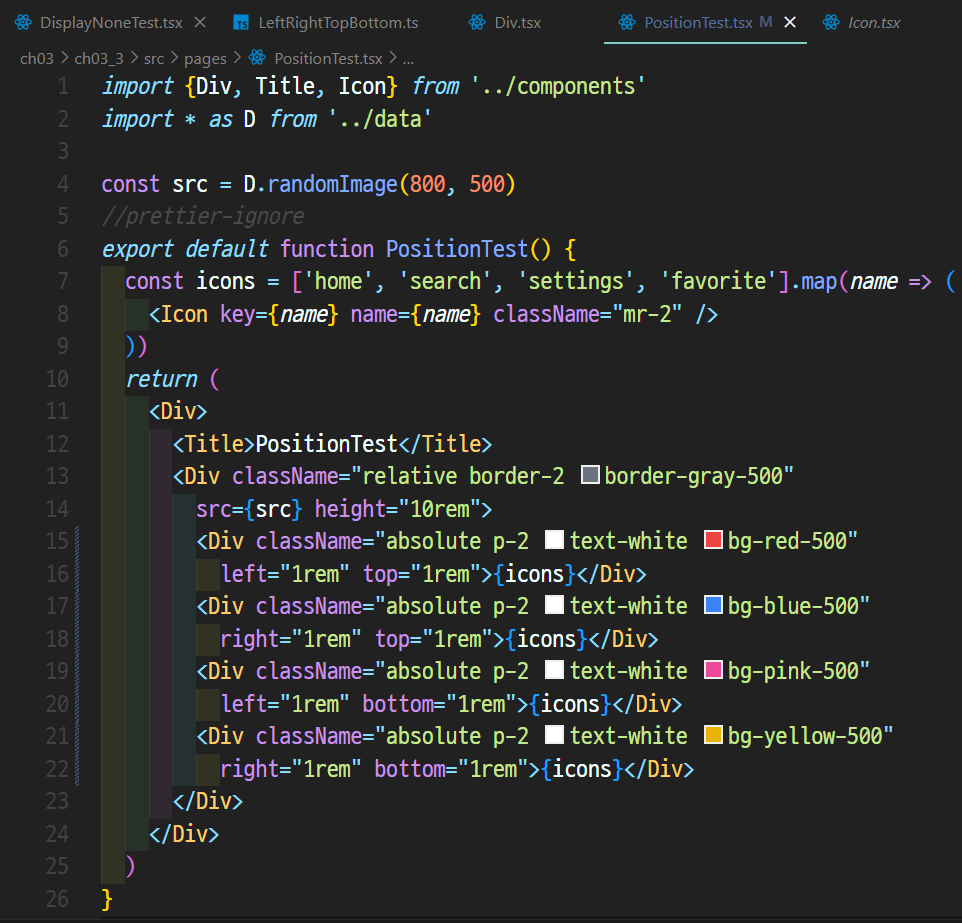 DisplayNoneTest.tsx × TS LeftRightTopBottom.ts Div.tsx PositionTest.tsx M × Icon.tsx
ch03 > ch03_3 > src > pages > PositionTest.tsx > ...
1 import {Div, Title, Icon} from '../components'
2 import * as D from '../data'
3
4 const src = D.randomImage(800, 500)
5 //prettier-ignore
6 export default function PositionTest() {
7 const icons = ['home', 'search', 'settings', 'favorite'].map(name => (
8 <Icon key={name} name={name} className="mr-2" />
9 ))
10 return (
11 <Div>
12 <Title>PositionTest</Title>
13 <Div className="relative border-2 border-gray-500"
14 src={src} height="10rem">
15 <Div className="absolute p-2 text-white bg-red-500"
16 left="1rem" top="1rem">{icons}</Div>
17 <Div className="absolute p-2 text-white bg-blue-500"
18 right="1rem" top="1rem">{icons}</Div>
19 <Div className="absolute p-2 text-white bg-pink-500"
20 left="1rem" bottom="1rem">{icons}</Div>
21 <Div className="absolute p-2 text-white bg-yellow-500"
22 right="1rem" bottom="1rem">{icons}</Div>
23 </Div>
24 </Div>
25 )
26 }